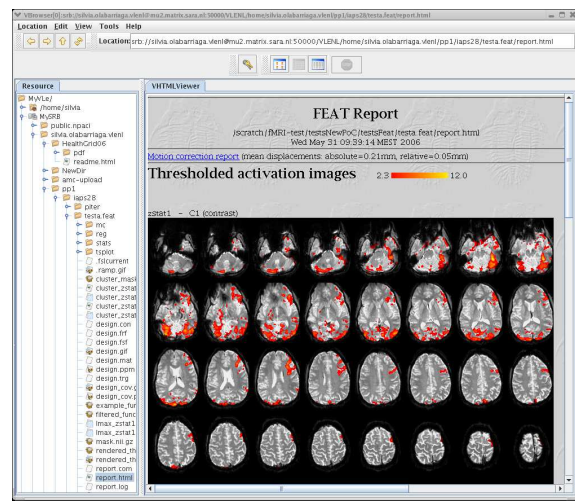 VBrowser[0]:srb://silvia.olabarriaga.vlenl@mu2.matrix.sara.nl:50000/VLENL/home/silvia.olabarriaga.vlenl/pp1/iaps28/testa.feat/report.html
Location Edit View Tools Help
Location: srb://silvia.olabarriaga.vlenl@mu2.matrix.sara.nl:50000/VLENL/home/silvia.olabarriaga.vlenl/pp1/iaps28/testa.feat/report.html
Resource
VHTMLViewer
MyVLe/
/home/silvia
MySRB
public.npaci
silvia.olabarriaga.vlenl
HealthGrid06
pdf
readme.html
NewDir
amc-upload
pp1
iaps28
piter
testa.feat
mc
reg
stats
tsplot
.fslcurrent
.ramp.gif
cluster_mask
cluster_zstat
cluster_zstat
cluster_zstat
cluster_zstat
design.con
design.frf
design.fsf
design.gif
design.mat
design.ppm
design.trg
design_cov.g
design_cov.p
example_fun
filtered_func
lmax_zstat1
lmax_zstat1
mask.nii.gz
rendered_th
rendered_th
report.com
report.html
report.log
FEAT Report
/scratch/fMRI-test/testsNewPoC/testsFeat/testa.feat/report.html
Wed May 31 09:39:14 MEST 2006
Motion correction report (mean displacements: absolute=0.21mm, relative=0.05mm)
Thresholded activation images 2.3 12.0
zstat1 - C1 (contrast)